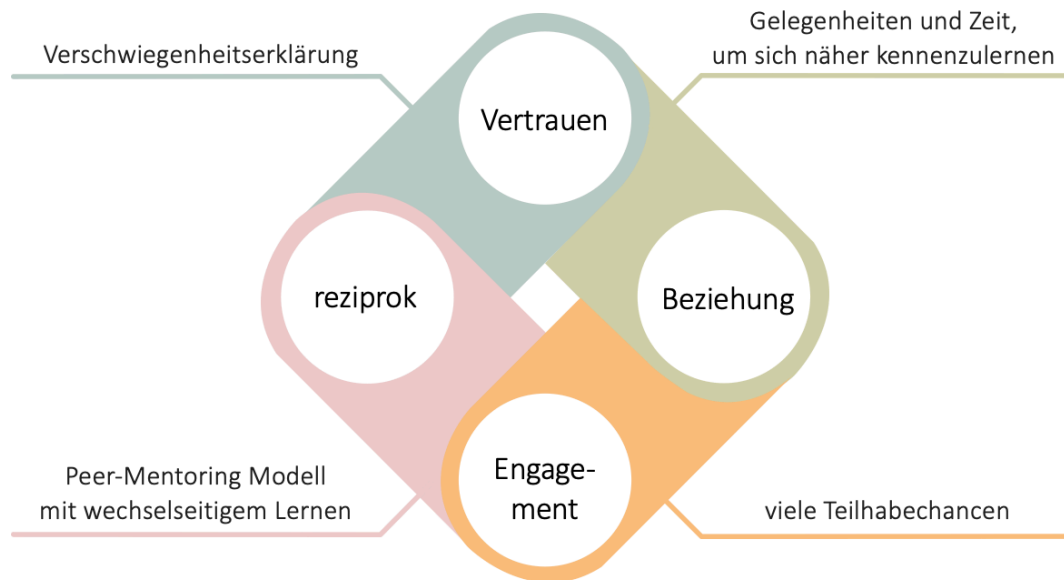 Verschwiegenheitserklärung
Gelegenheiten und Zeit,
um sich näher kennenzulernen
Vertrauen
reziprok
Beziehung
Engage-
ment
Peer-Mentoring Modell
mit wechselseitigem Lernen
viele Teilhabechancen